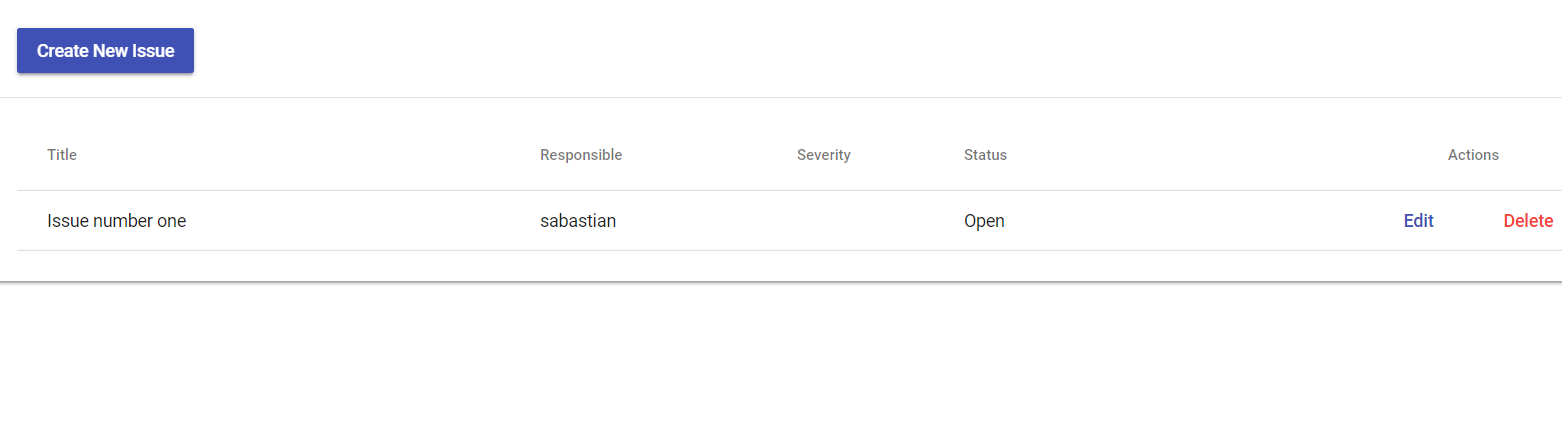 Create New Issue
Title Responsible Severity Status Actions
Issue number one sabastian Open Edit Delete